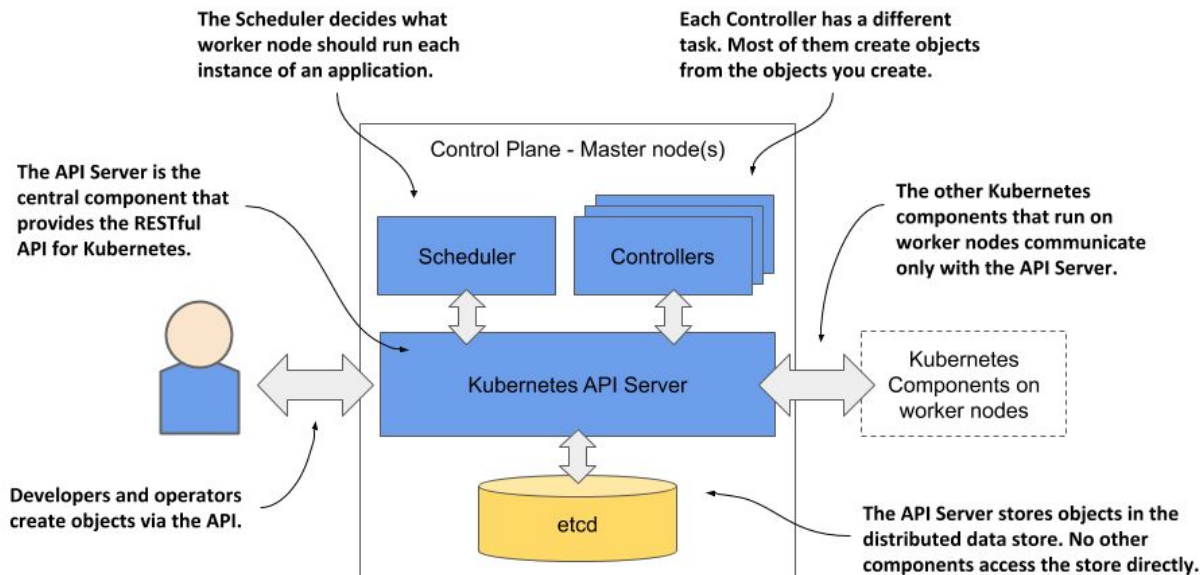 The Scheduler decides what
worker node should run each
instance of an application.
Each Controller has a different
task. Most of them create objects
from the objects you create.
Control Plane - Master node(s)
The API Server is the
central component that
provides the RESTful
API for Kubernetes.
Scheduler
Controllers
The other Kubernetes
components that run on
worker nodes communicate
only with the API Server.
Kubernetes API Server
Kubernetes
Components on
worker nodes
Developers and operators
create objects via the API.
etcd
The API Server stores objects in the
distributed data store. No other
components access the store directly.